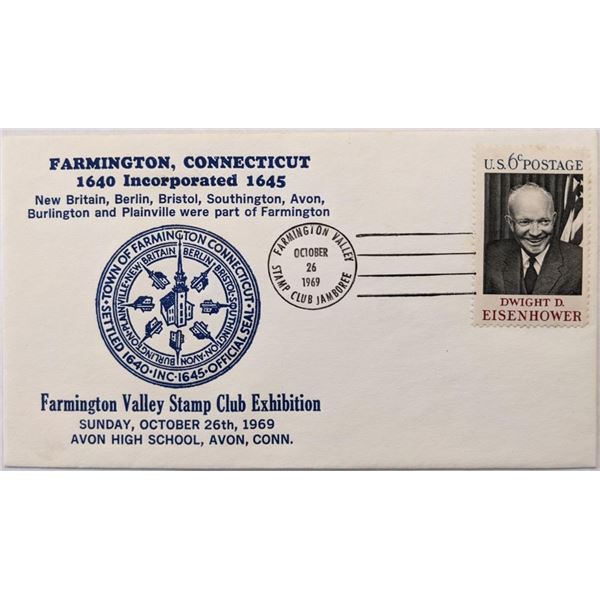 FARMINGTON, CONNECTICUT
1640 Incorporated 1645
New Britain, Berlin, Bristol, Southington, Avon,
Burlington and Plainville were part of Farmington
·TOWN OF FARMINGTON CONNECTICUT·
SETTLED 1640·INC·1645·OFFICIAL SEAL·
BURLINGTON·PLAINVILLE·NEW BRITAIN·BERLIN·BRISTOL·SOUTHINGTON·AVON
Farmington Valley Stamp Club Exhibition
SUNDAY, OCTOBER 26th, 1969
AVON HIGH SCHOOL, AVON, CONN.
FARMINGTON VALLEY
OCTOBER
26
1969
STAMP CLUB JAMBOREE
U.S. 6c POSTAGE
DWIGHT D.
EISENHOWER